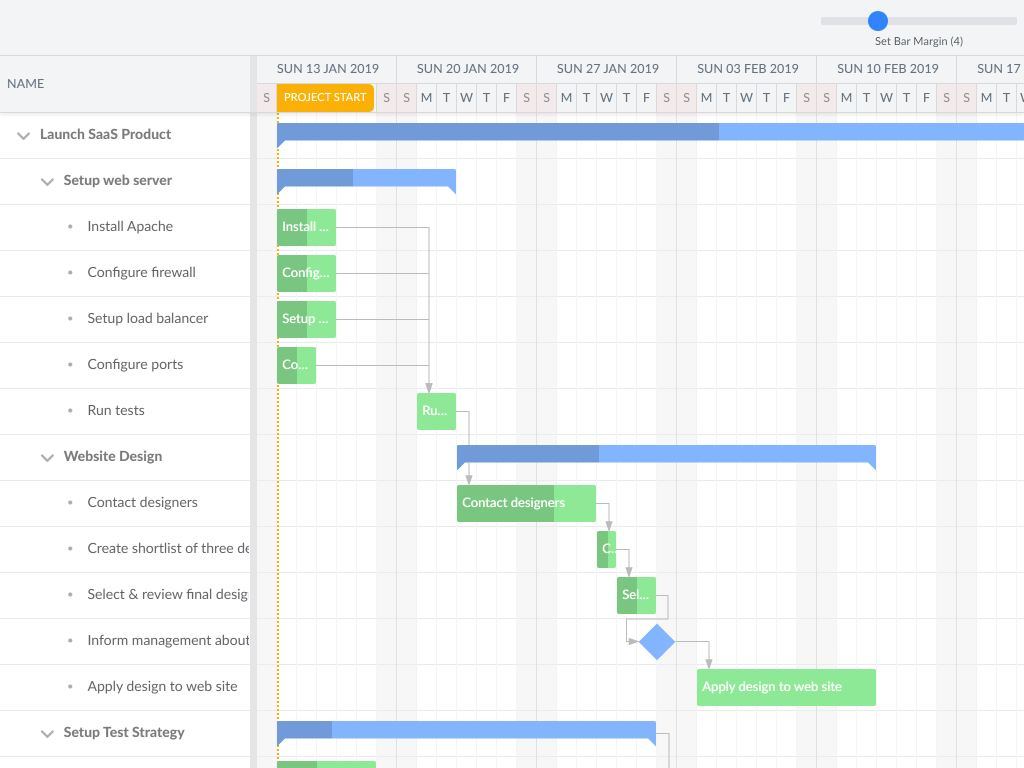 Set Bar Margin (4)
NAME
SUN 13 JAN 2019 SUN 20 JAN 2019 SUN 27 JAN 2019 SUN 03 FEB 2019 SUN 10 FEB 2019 SUN 17
S PROJECT START S S M T W T F S S M T W T F S S M T W T F S S M T W T F S S M T
Launch SaaS Product
Setup web server
Install Apache Install ...
Configure firewall Config...
Setup load balancer Setup ...
Configure ports Co...
Run tests Ru...
Website Design
Contact designers Contact designers
Create shortlist of three de C...
Select & review final desig Sel...
Inform management about
Apply design to web site Apply design to web site
Setup Test Strategy